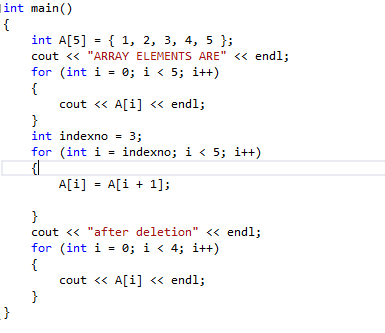 int main()
{
    int A[5] = { 1, 2, 3, 4, 5 };
    cout << "ARRAY ELEMENTS ARE" << endl;
    for (int i = 0; i < 5; i++)
    {
        cout << A[i] << endl;
    }
    int indexno = 3;
    for (int i = indexno; i < 5; i++)
    {
        A[i] = A[i + 1];
    }
    cout << "after deletion" << endl;
    for (int i = 0; i < 4; i++)
    {
        cout << A[i] << endl;
    }
}